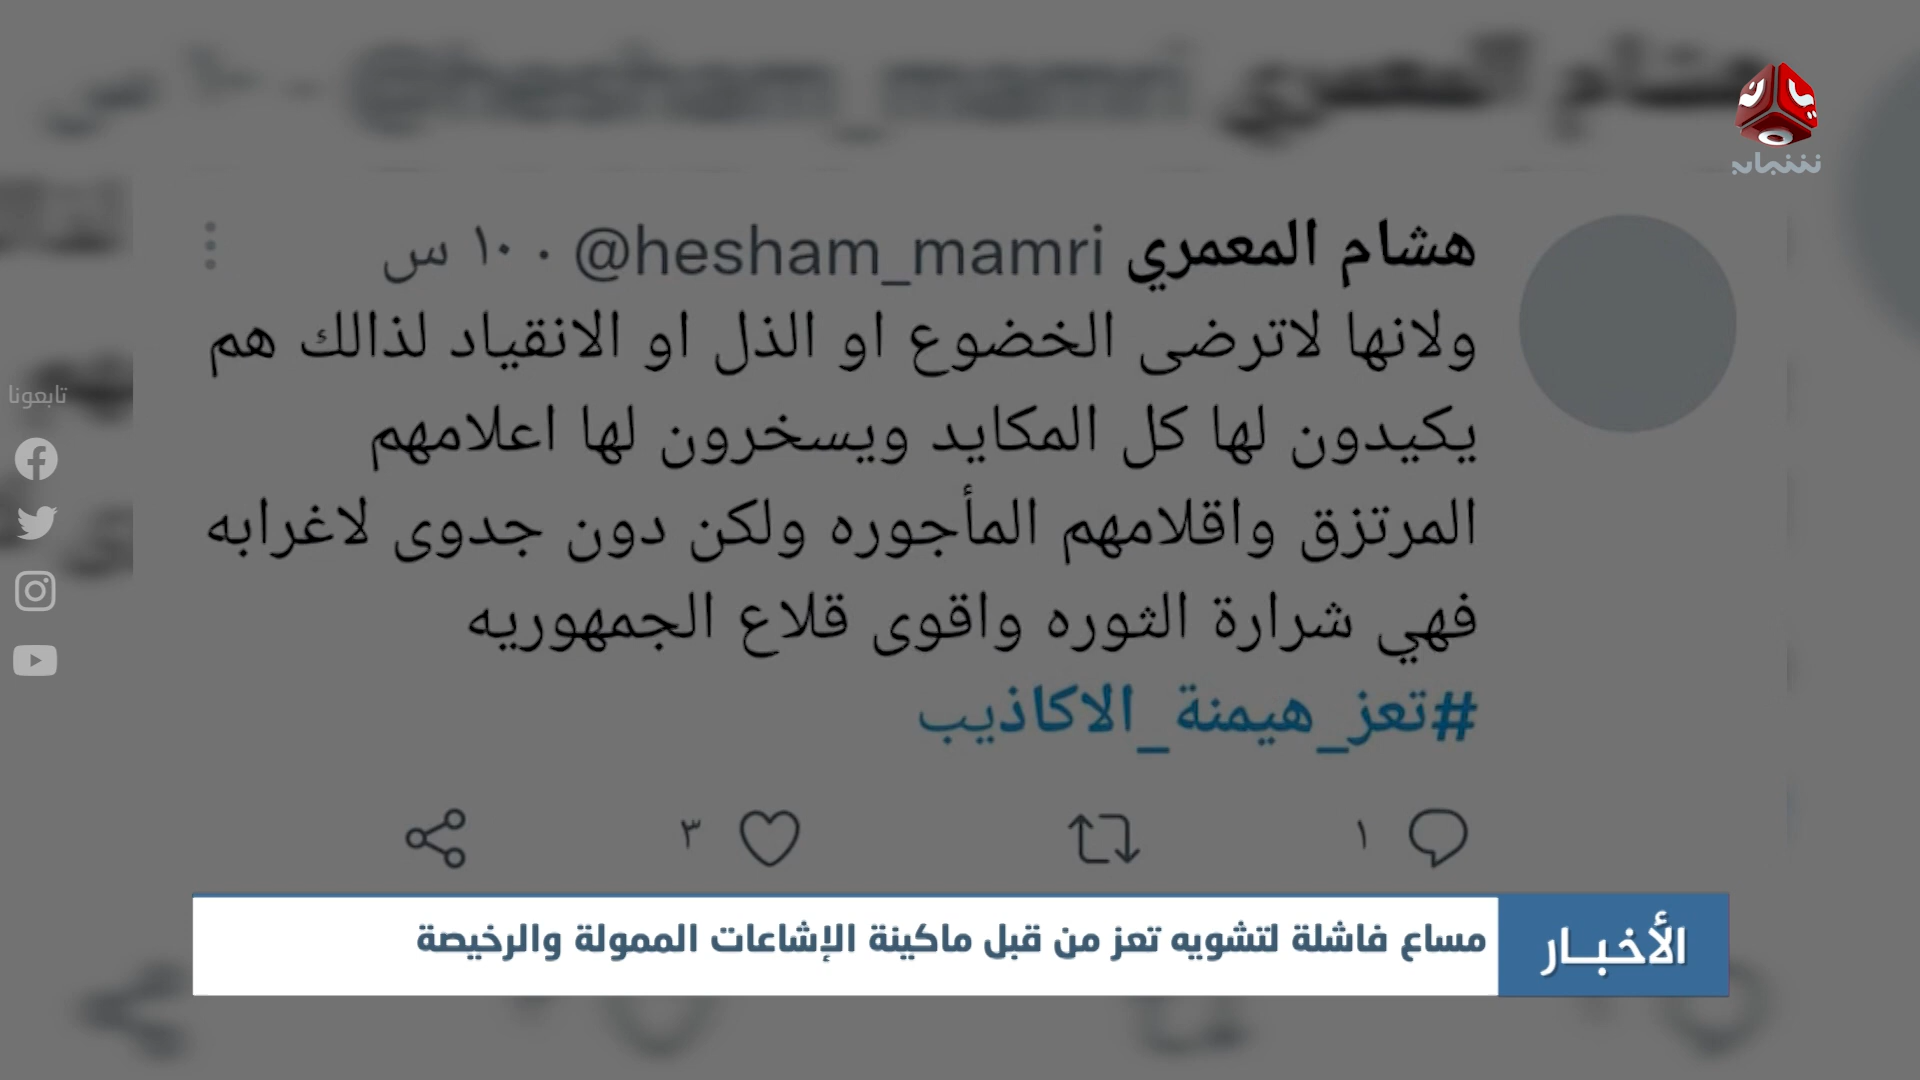 هشام المعمري @hesham_mamri · ١٠ س
ولانها لاترضى الخضوع او الذل او الانقياد لذالك هم
يكيدون لها كل المكايد ويسخرون لها اعلامهم
المرتزق واقلامهم المأجوره ولكن دون جدوى لاغرابه
فهي شرارة الثوره واقوى قلاع الجمهوريه
#تعز_هيمنة_الاكاذيب
١ ٣
تابعونا
الأخبـار
مساع فاشلة لتشويه تعز من قبل ماكينة الإشاعات الممولة والرخيصة